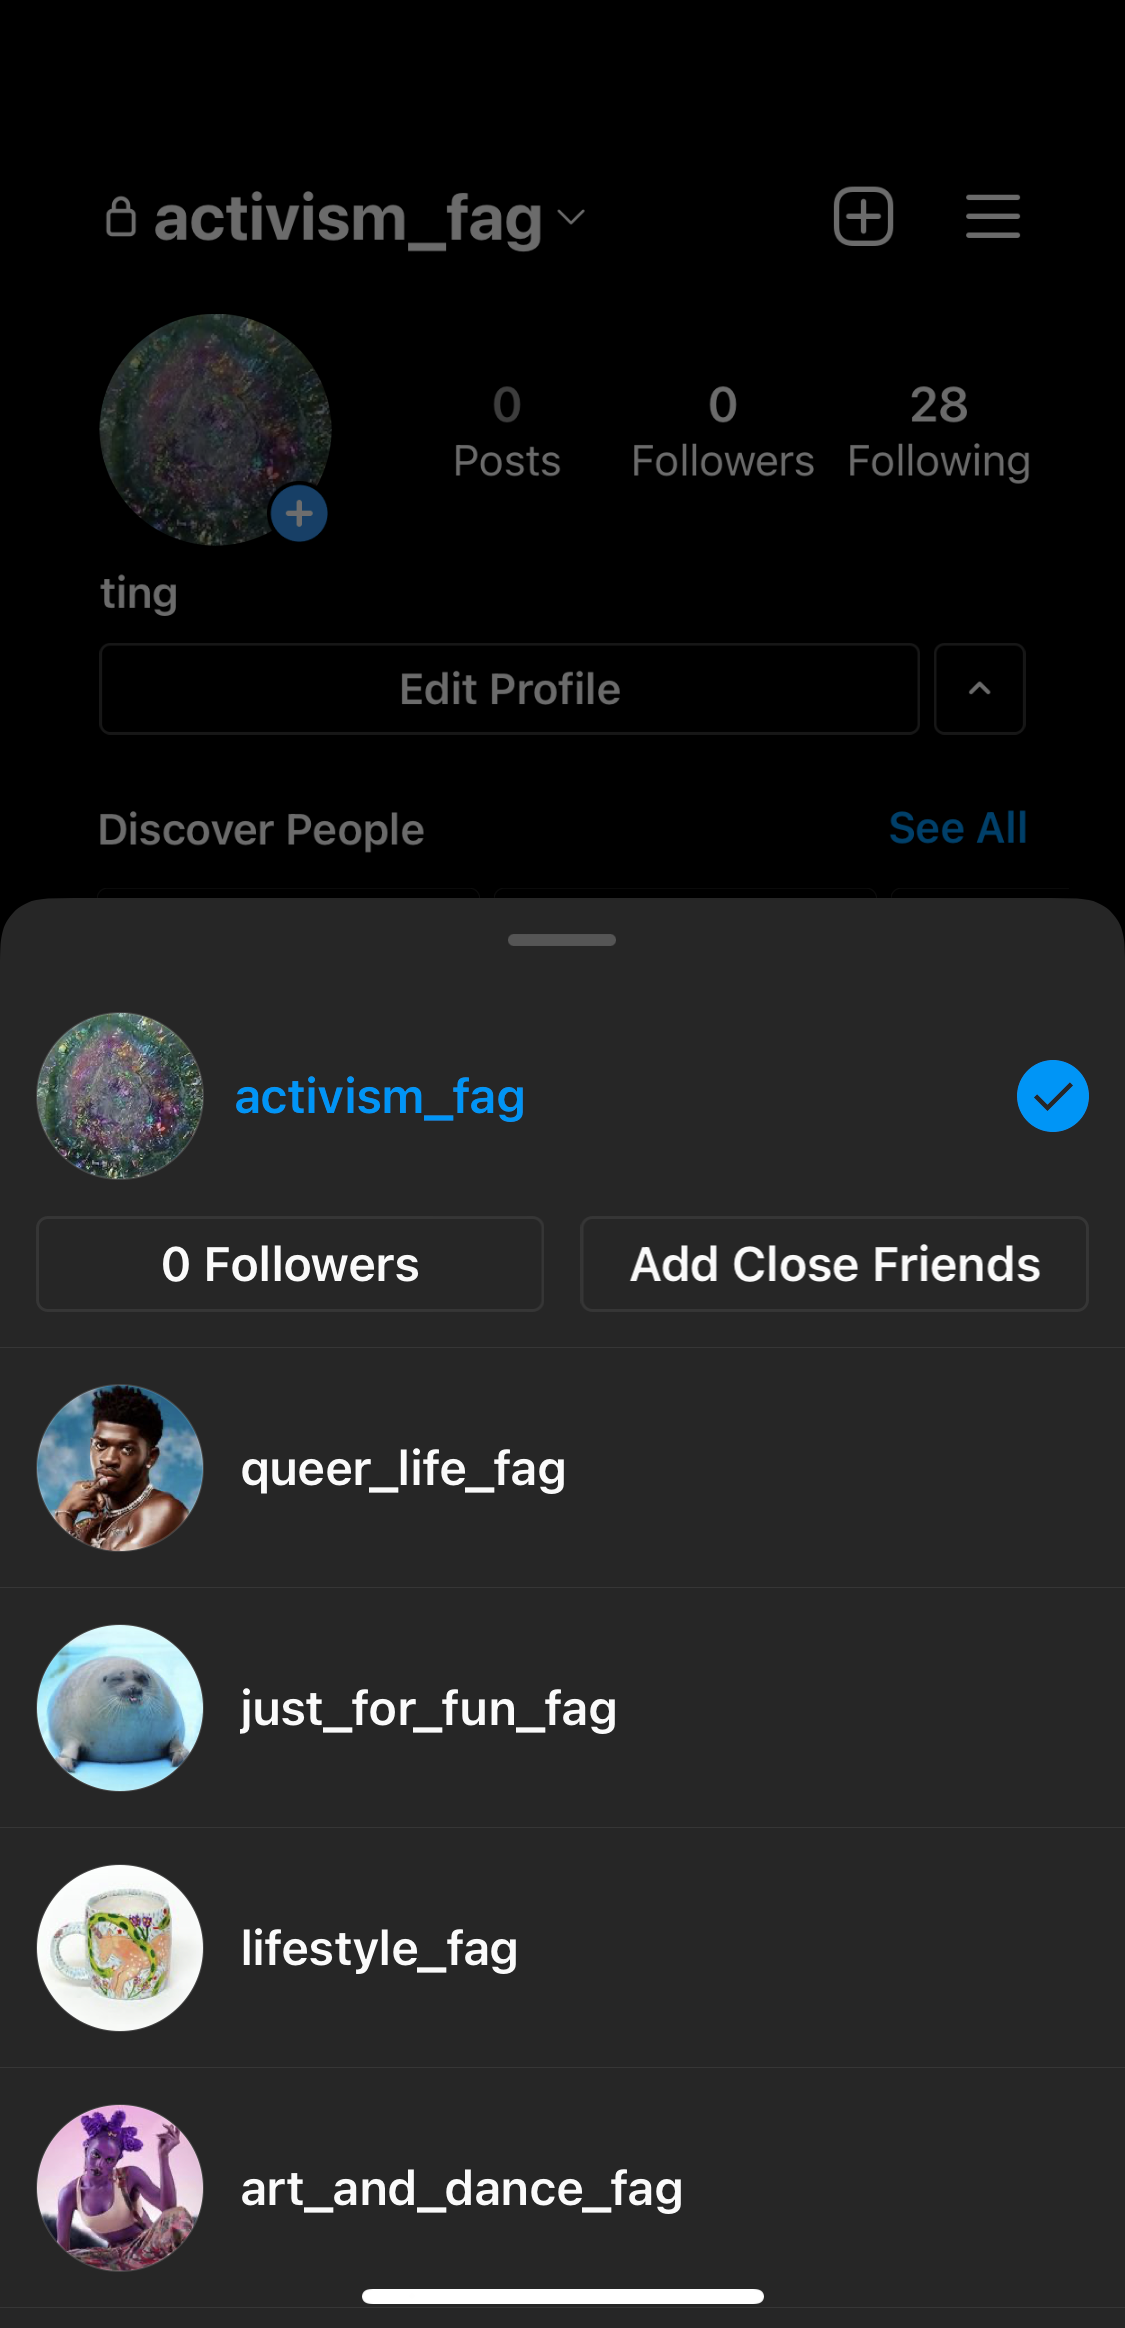 activism_fag
0 0 28
Posts Followers Following
ting
Edit Profile
Discover People See All
activism_fag
0 Followers Add Close Friends
queer_life_fag
just_for_fun_fag
lifestyle_fag
art_and_dance_fag